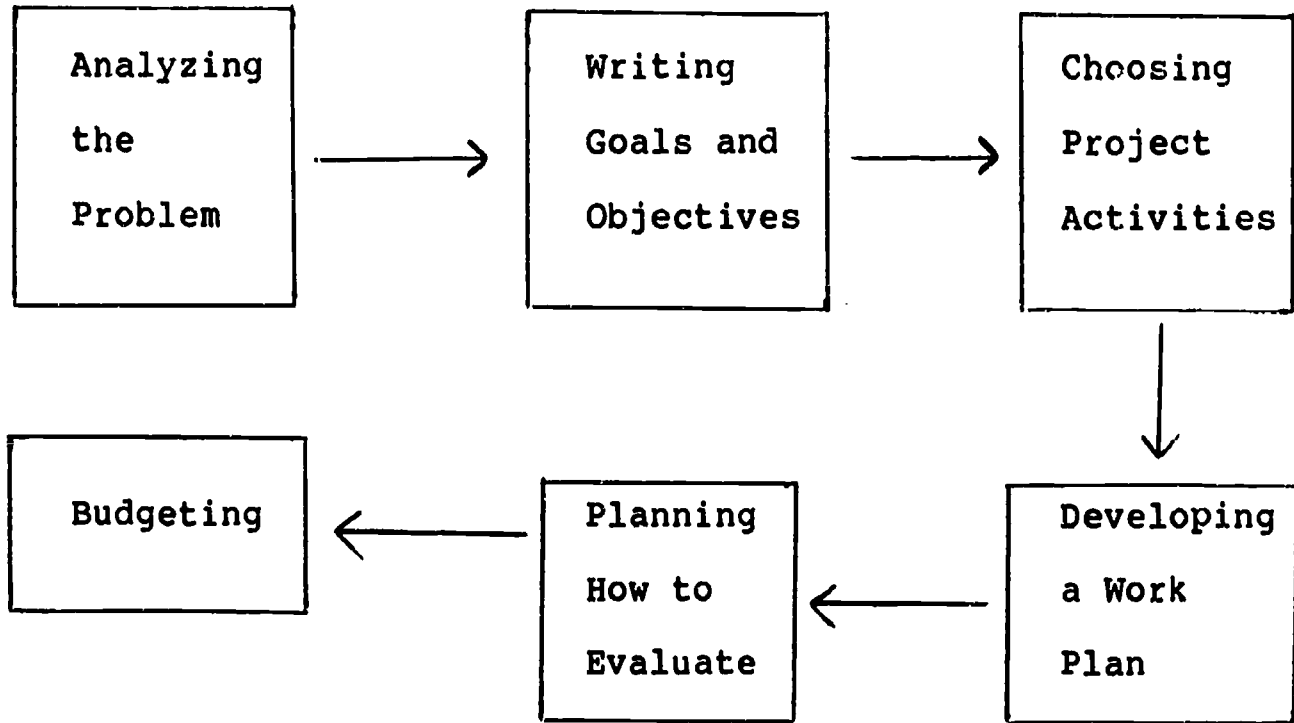 Analyzing
the
Problem
Writing
Goals and
Objectives
Choosing
Project
Activities
Developing
a Work
Plan
Planning
How to
Evaluate
Budgeting